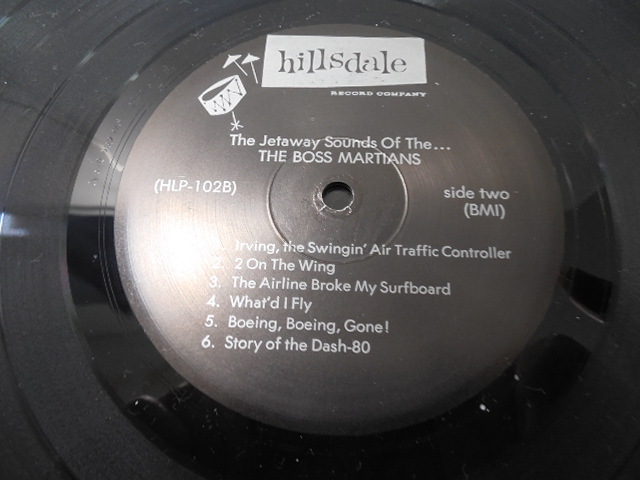 hillsdale
RECORD COMPANY
The Jetaway Sounds Of The...
THE BOSS MARTIANS
(HLP-102B)
side two
(BMI)
1. Irving, the Swingin' Air Traffic Controller
2. 2 On The Wing
3. The Airline Broke My Surfboard
4. What'd I Fly
5. Boeing, Boeing, Gone!
6. Story of the Dash-80